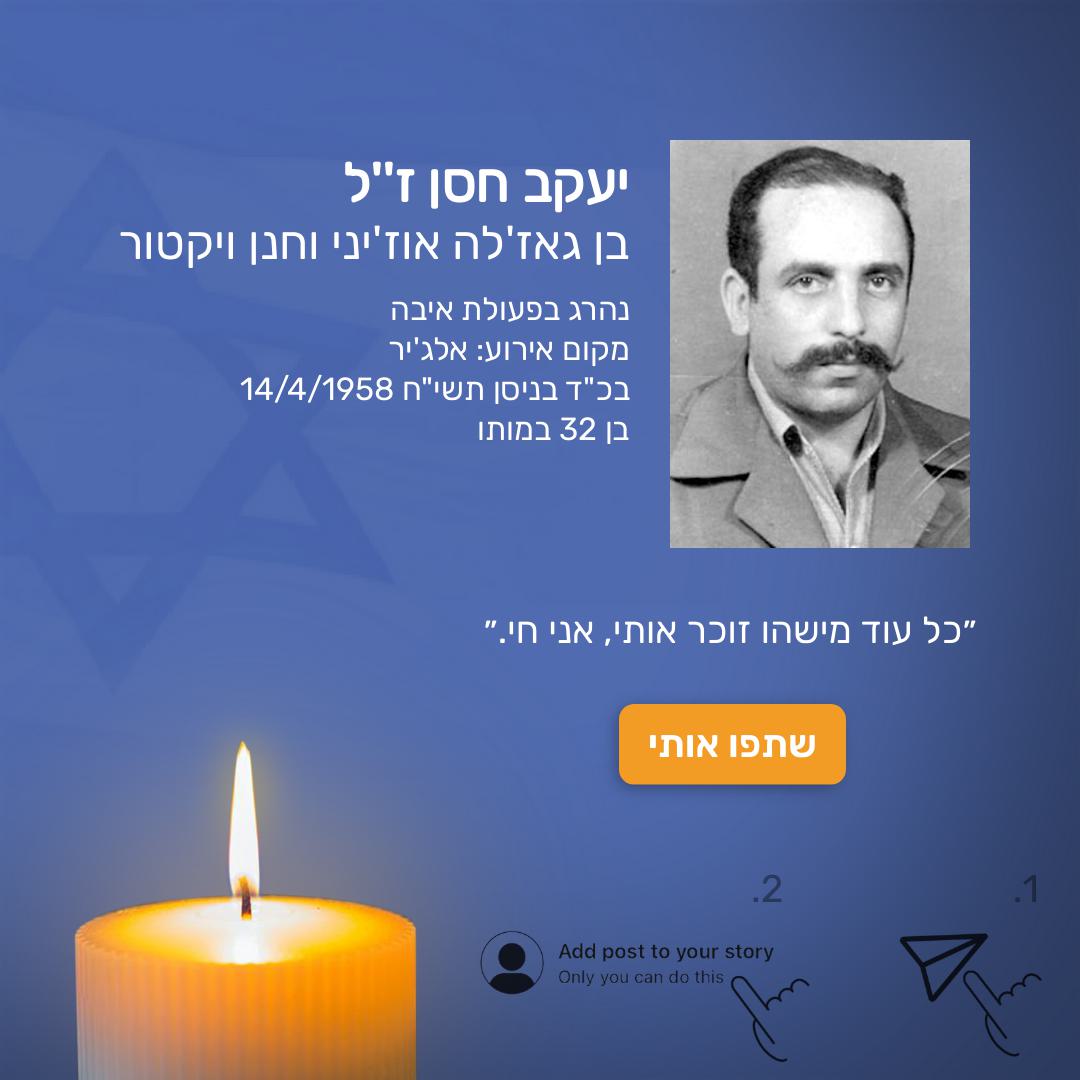 יעקב חסן ז"ל
בן גאז'לה אוז'יני וחנן ויקטור
נהרג בפעולת איבה
מקום אירוע: אלג'יר
בכ"ד בניסן תשי"ח 14/4/1958
בן 32 במותו
״כל עוד מישהו זוכר אותי, אני חי.״
שתפו אותי
.1
.2
Add post to your story
Only you can do this